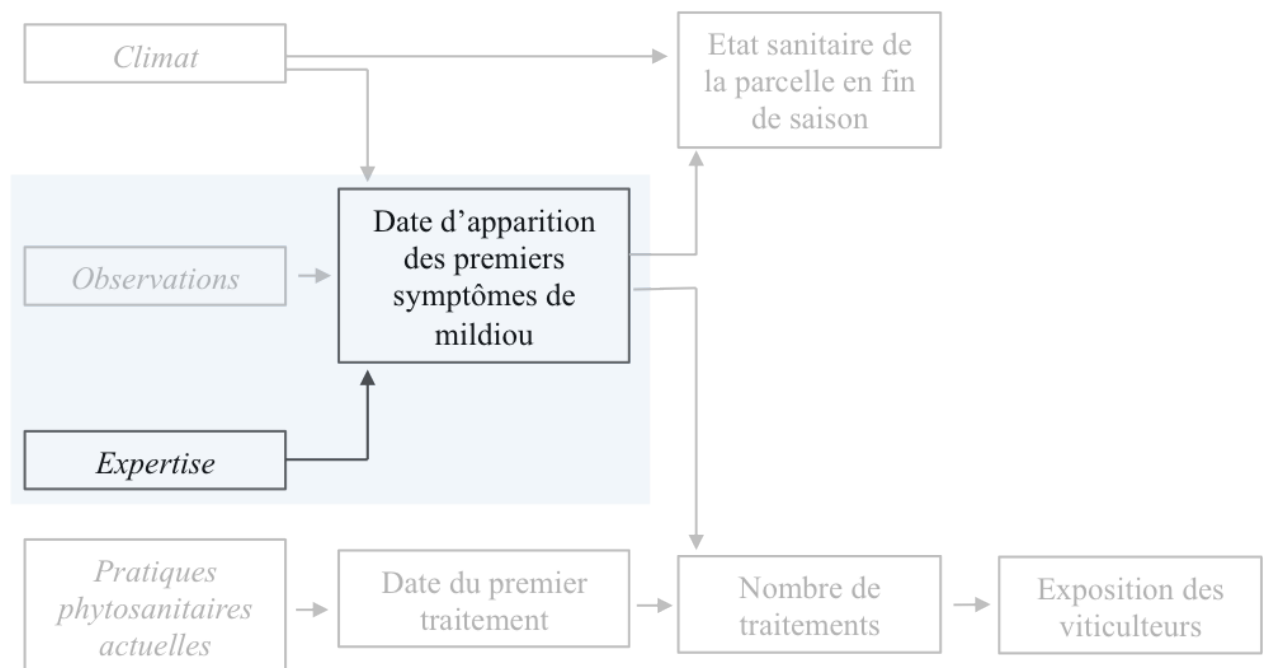 Climat
Etat sanitaire de
la parcelle en fin
de saison
Date d’apparition
des premiers
symptômes de
mildiou
Observations
Expertise
Pratiques
phytosanitaires
actuelles
Date du premier
traitement
Nombre de
traitements
Exposition des
viticulteurs